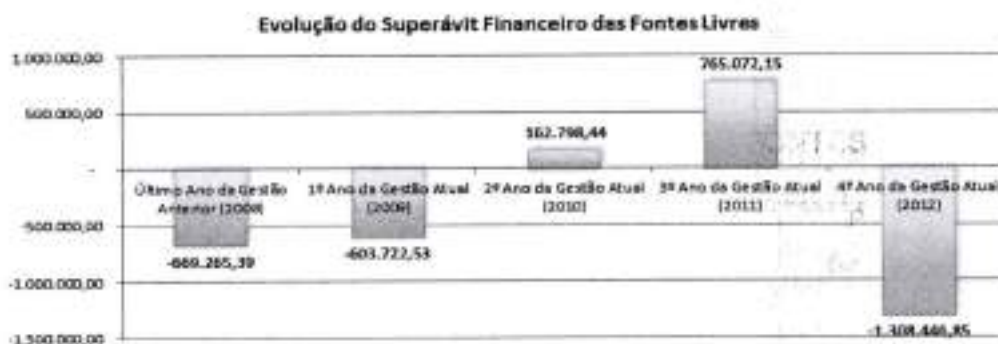 Evolução do Superávit Financeiro das Fontes Livres
1.000.000,00
765.072,15
500.000,00
162.798,44
-
Último Ano da Gestão Anterior (2008)
1º Ano da Gestão Atual (2009)
2º Ano da Gestão Atual (2010)
3º Ano da Gestão Atual (2011)
4º Ano da Gestão Atual (2012)
-500.000,00
-669.265,39
-603.722,53
-1.000.000,00
-1.308.446,85
-1.500.000,00